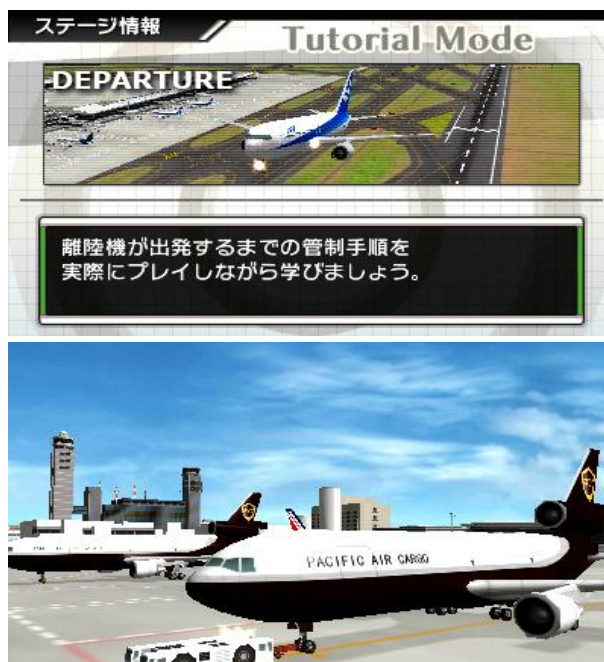 ステージ情報
Tutorial Mode
DEPARTURE
離陸機が出発するまでの管制手順を
実際にプレイしながら学びましょう。
PACIFIC AIR CARGO